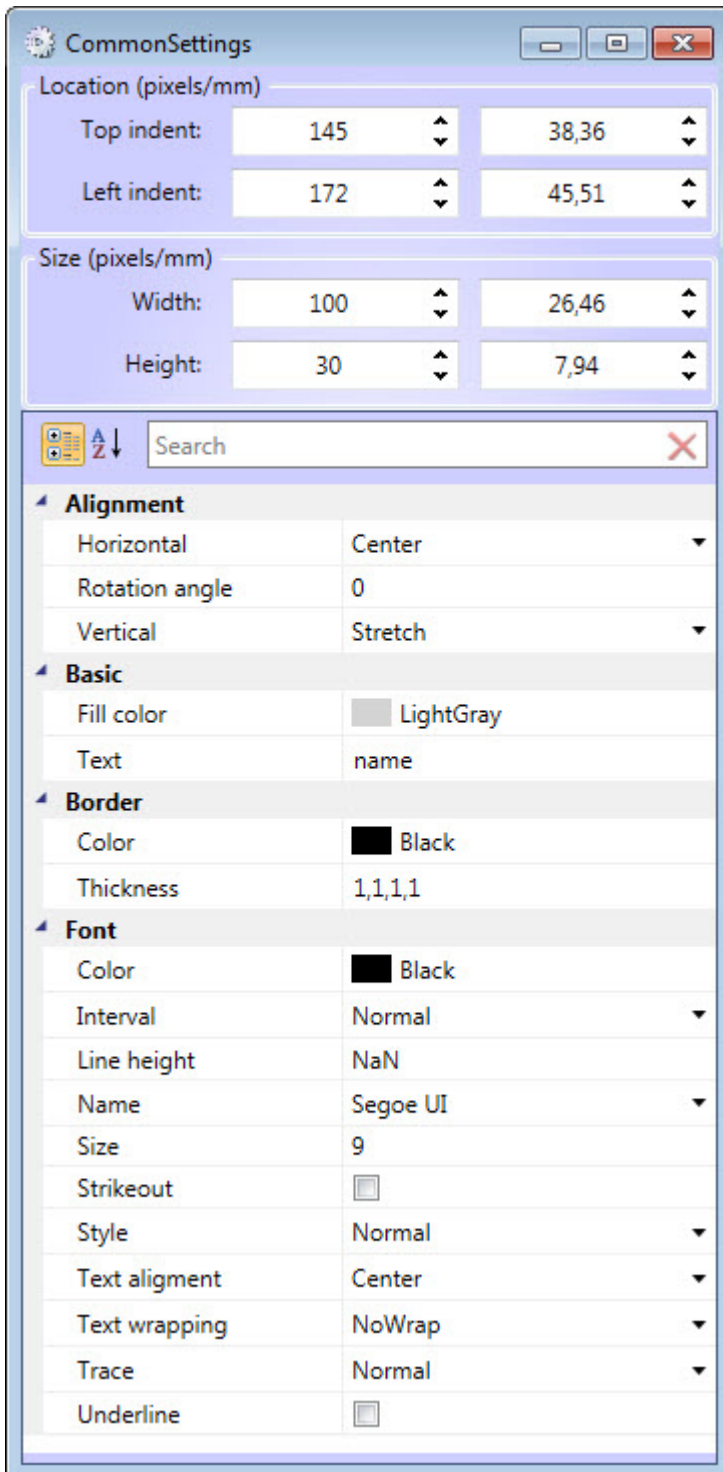 CommonSettings
Location (pixels/mm)
Top indent: 145 38,36
Left indent: 172 45,51
Size (pixels/mm)
Width: 100 26,46
Height: 30 7,94
A Z Search
Alignment
Horizontal Center
Rotation angle 0
Vertical Stretch
Basic
Fill color LightGray
Text name
Border
Color Black
Thickness 1,1,1,1
Font
Color Black
Interval Normal
Line height NaN
Name Segoe UI
Size 9
Strikeout
Style Normal
Text aligment Center
Text wrapping NoWrap
Trace Normal
Underline